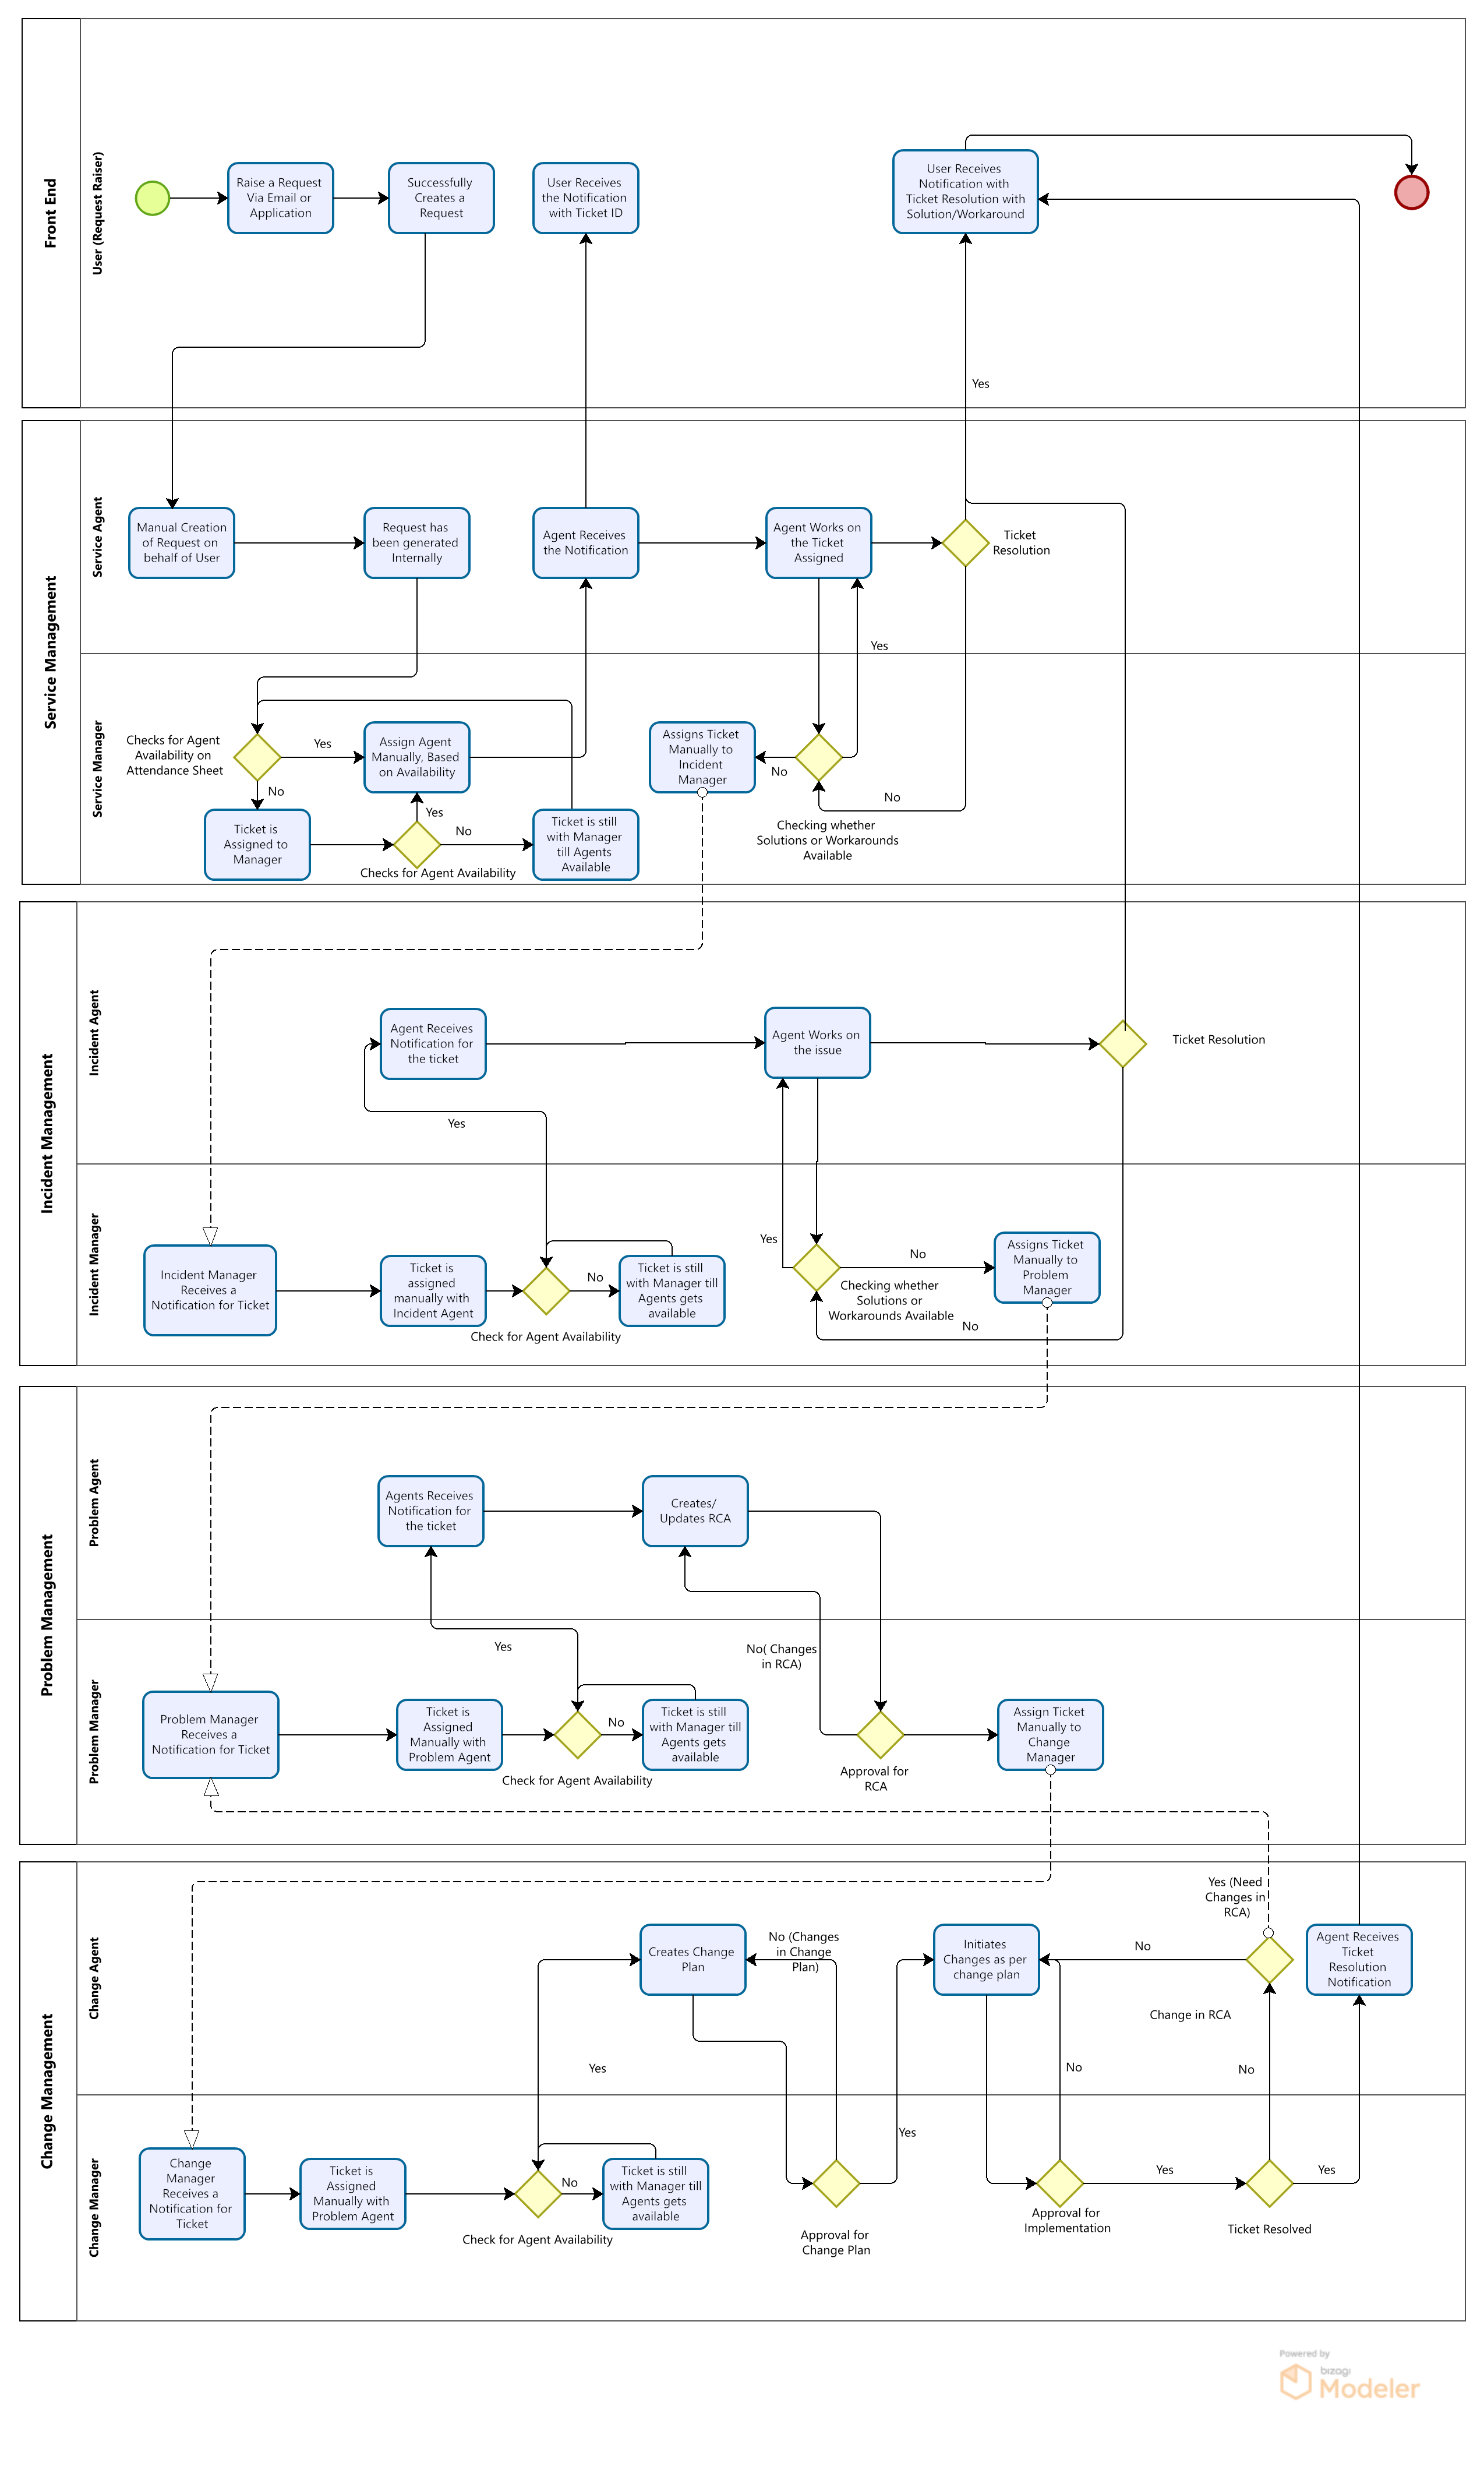 Front End
User (Request Raiser)
Raise a Request
Via Email or
Application
Successfully
Creates a
Request
User Receives
the Notification
with Ticket ID
User Receives
Notification with
Ticket Resolution with
Solution/Workaround
Yes
Service Management
Service Agent
Manual Creation
of Request on
behalf of User
Request has
been generated
Internally
Agent Receives
the Notification
Agent Works on
the Ticket
Assigned
Ticket
Resolution
Yes
Service Manager
Checks for Agent
Availability on
Attendance Sheet
Yes
Assign Agent
Manually, Based
on Availability
Assigns Ticket
Manually to
Incident
Manager
No
No
No
Ticket is
Assigned to
Manager
Yes
No
Checks for Agent Availability
Ticket is still
with Manager
till Agents
Available
Checking whether
Solutions or Workarounds
Available
Incident Management
Incident Agent
Agent Receives
Notification for
the ticket
Agent Works on
the issue
Ticket Resolution
Yes
Incident Manager
Incident Manager
Receives a
Notification for Ticket
Ticket is
assigned
manually with
Incident Agent
No
Check for Agent Availability
Ticket is still
with Manager till
Agents gets
available
Yes
No
Checking whether
Solutions or
Workarounds Available
Assigns Ticket
Manually to
Problem
Manager
No
Problem Management
Problem Agent
Agents Receives
Notification for
the ticket
Creates/
Updates RCA
Problem Manager
Yes
No( Changes
in RCA)
Problem Manager
Receives a
Notification for Ticket
Ticket is
Assigned
Manually with
Problem Agent
No
Check for Agent Availability
Ticket is still
with Manager till
Agents gets
available
Approval for
RCA
Assign Ticket
Manually to
Change
Manager
Change Management
Change Agent
Yes (Need
Changes in
RCA)
Creates Change
Plan
No (Changes
in Change
Plan)
Initiates
Changes as per
change plan
No
Agent Receives
Ticket
Resolution
Notification
Change in RCA
Yes
No
No
Change Manager
Yes
Change
Manager
Receives a
Notification for
Ticket
Ticket is
Assigned
Manually with
Problem Agent
No
Check for Agent Availability
Ticket is still
with Manager till
Agents gets
available
Approval for
Change Plan
Yes
Approval for
Implementation
Yes
Ticket Resolved
Powered by
bizagi
Modeler